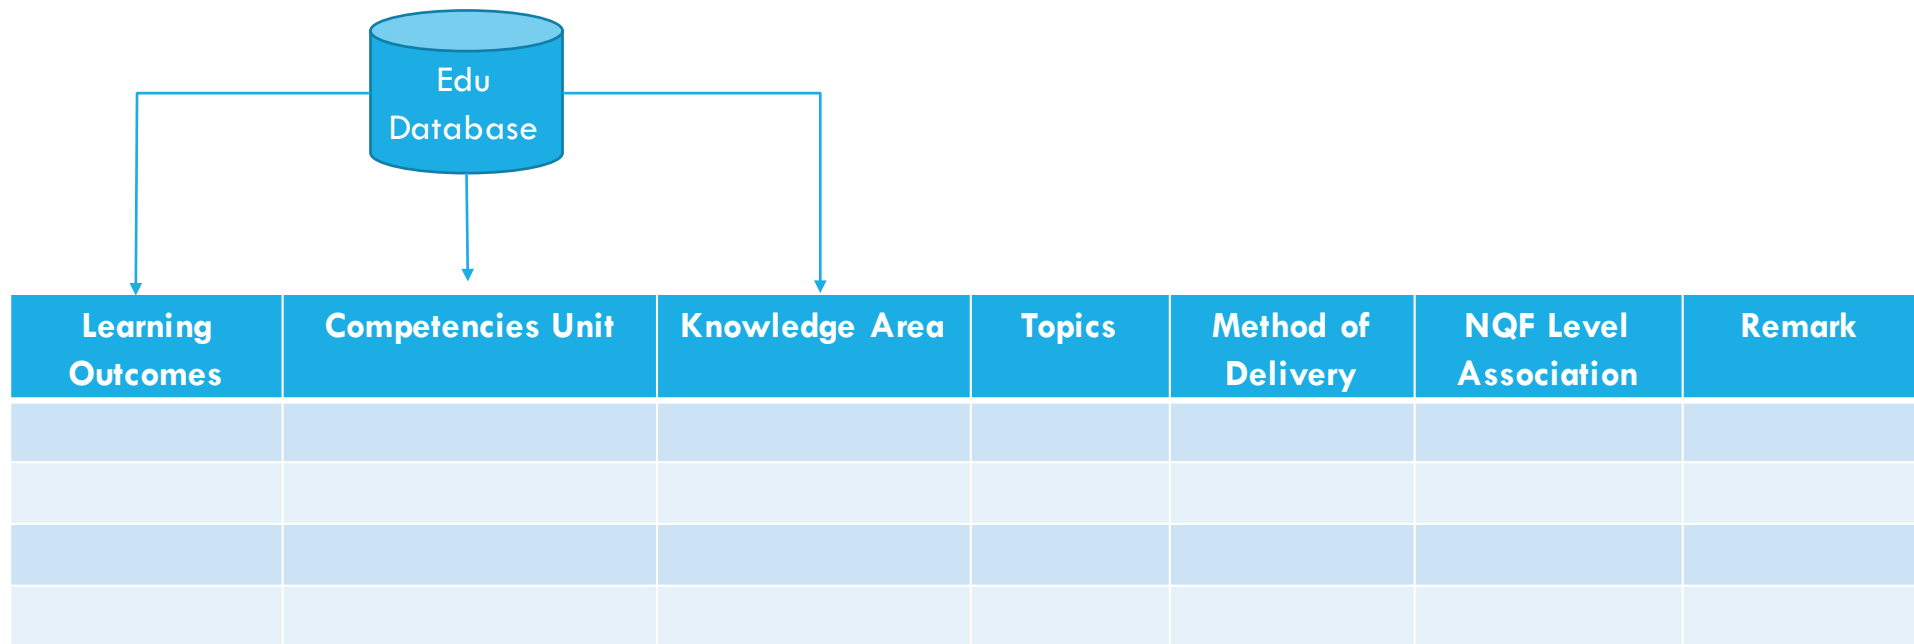 Edu
Database
Learning
Outcomes
Competencies Unit
Knowledge Area
Topics
Method of
Delivery
NQF Level
Association
Remark